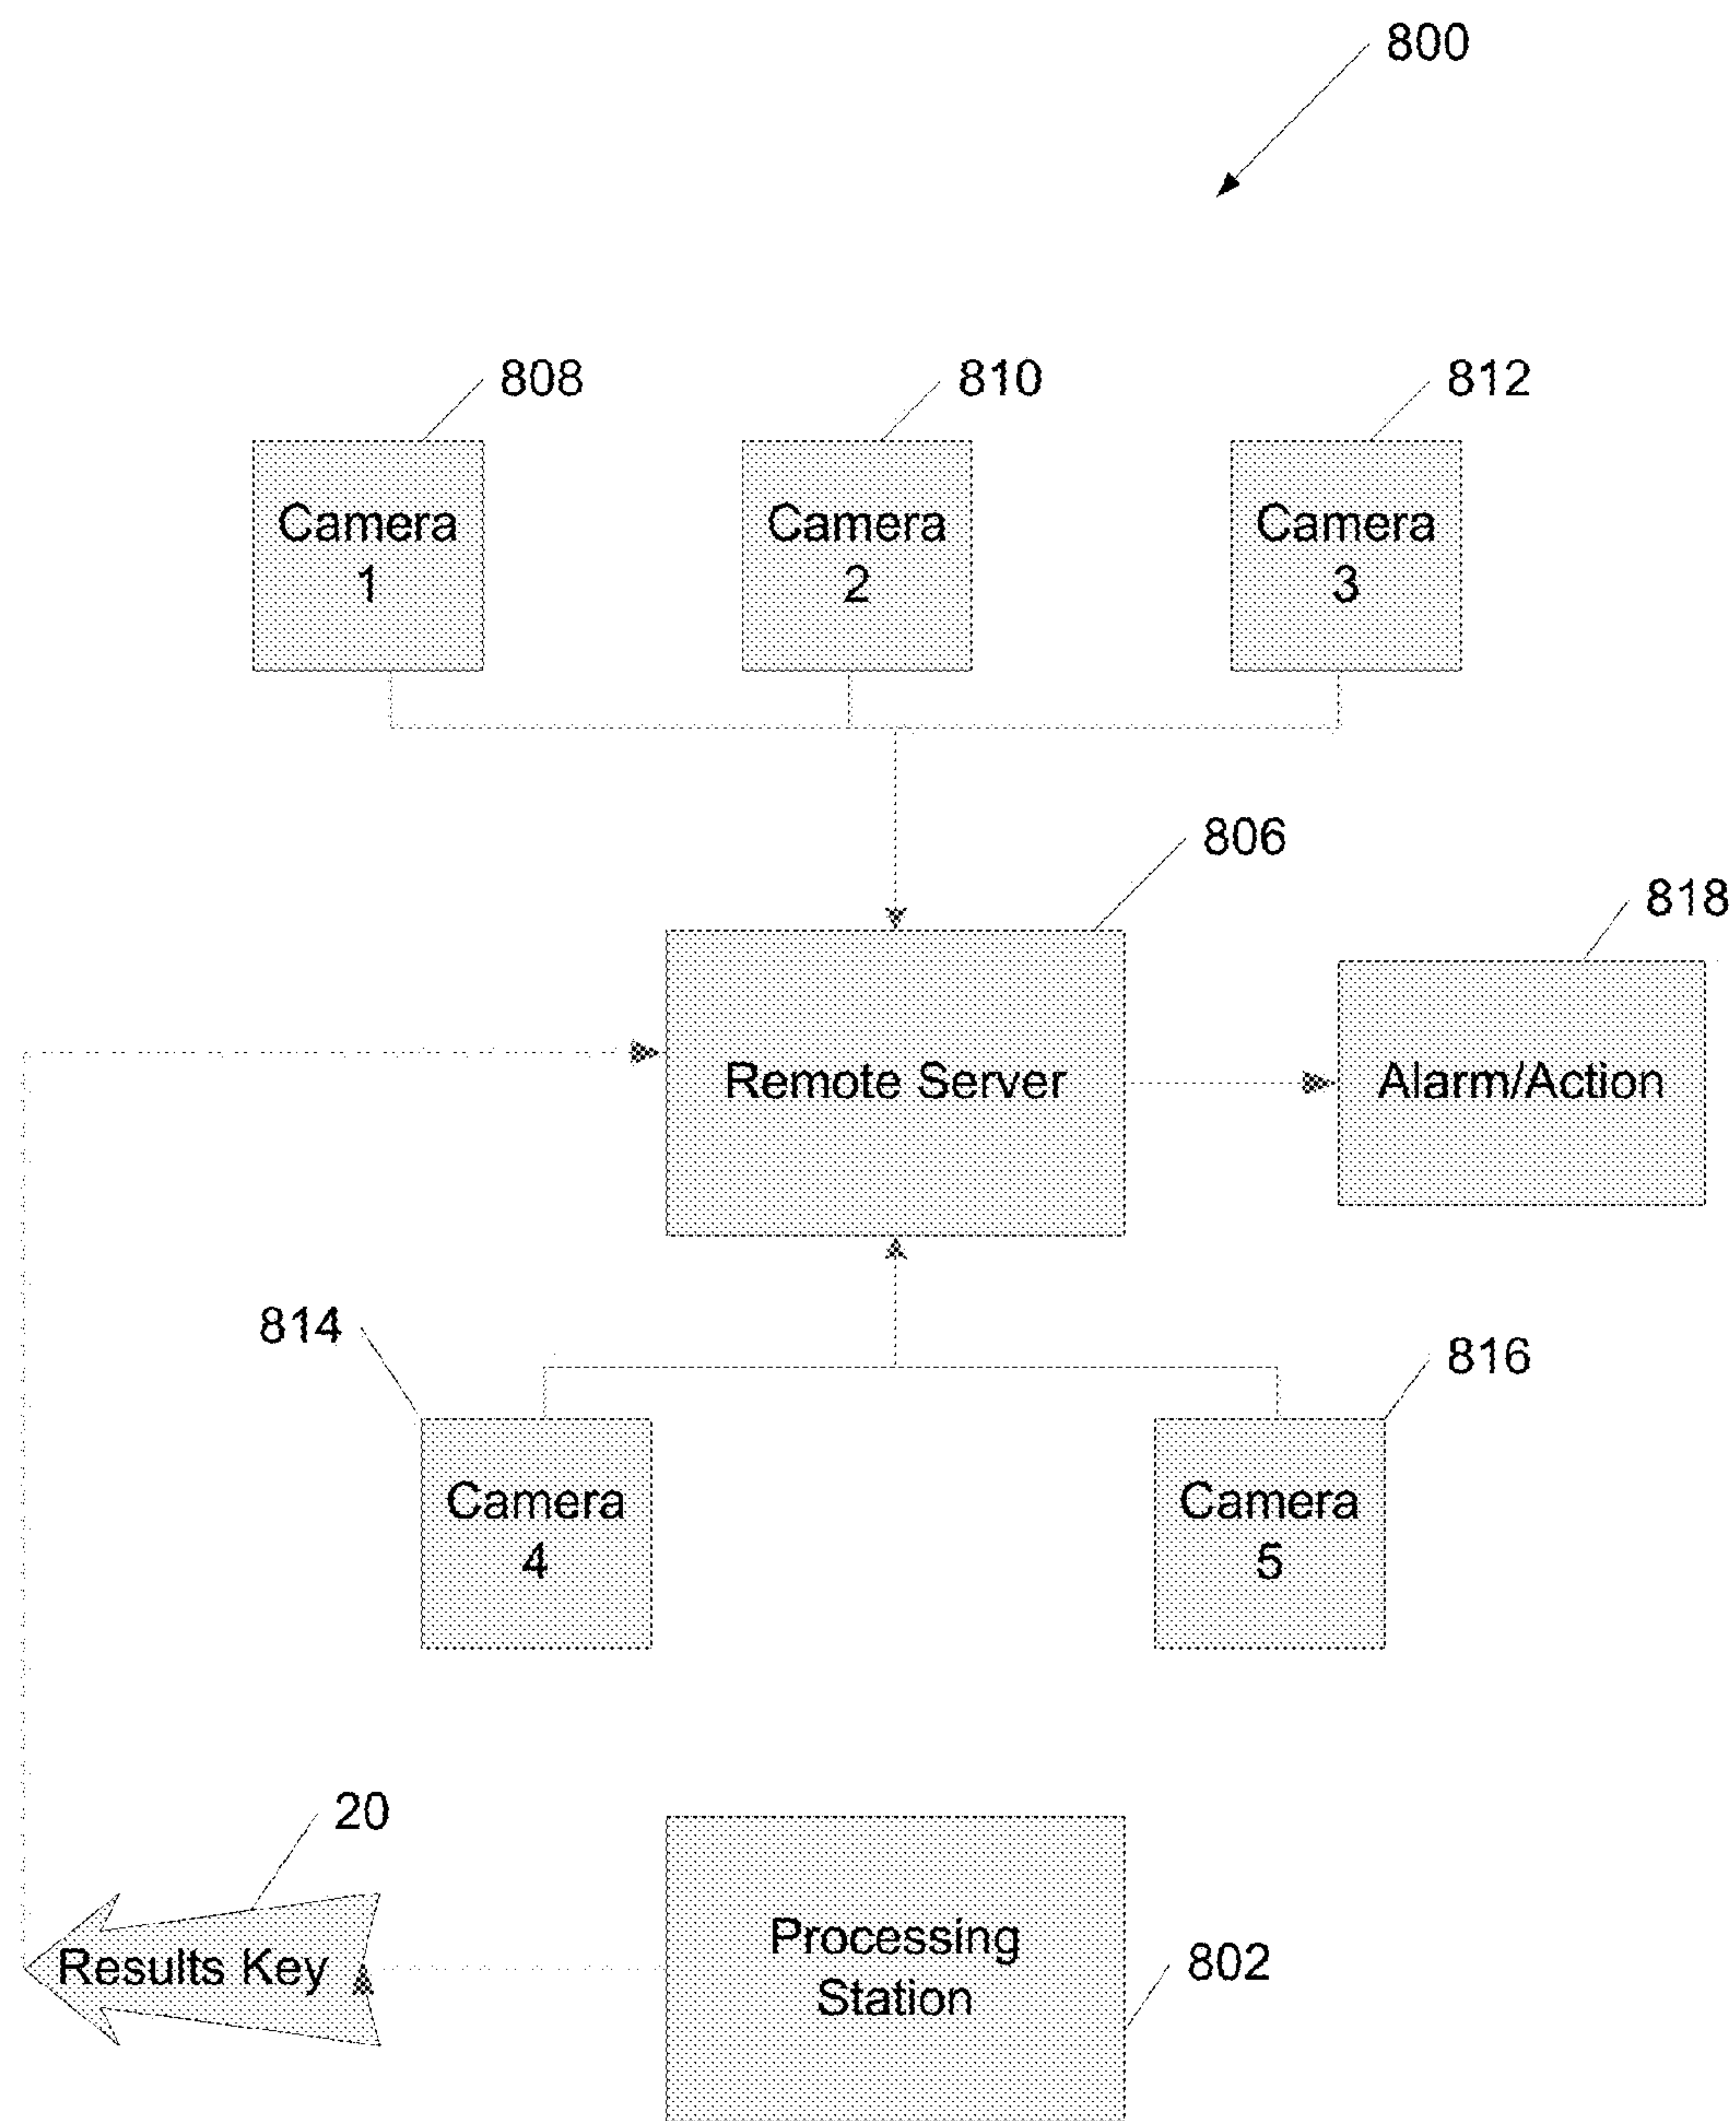 800
808
810
812
Camera
1
Camera
2
Camera
3
806
818
Remote Server
Alarm/Action
814
816
Camera
4
Camera
5
20
Results Key
Processing
Station
802